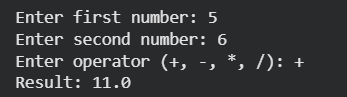 Enter first number: 5
Enter second number: 6
Enter operator (+, -, *, /): +
Result: 11.0